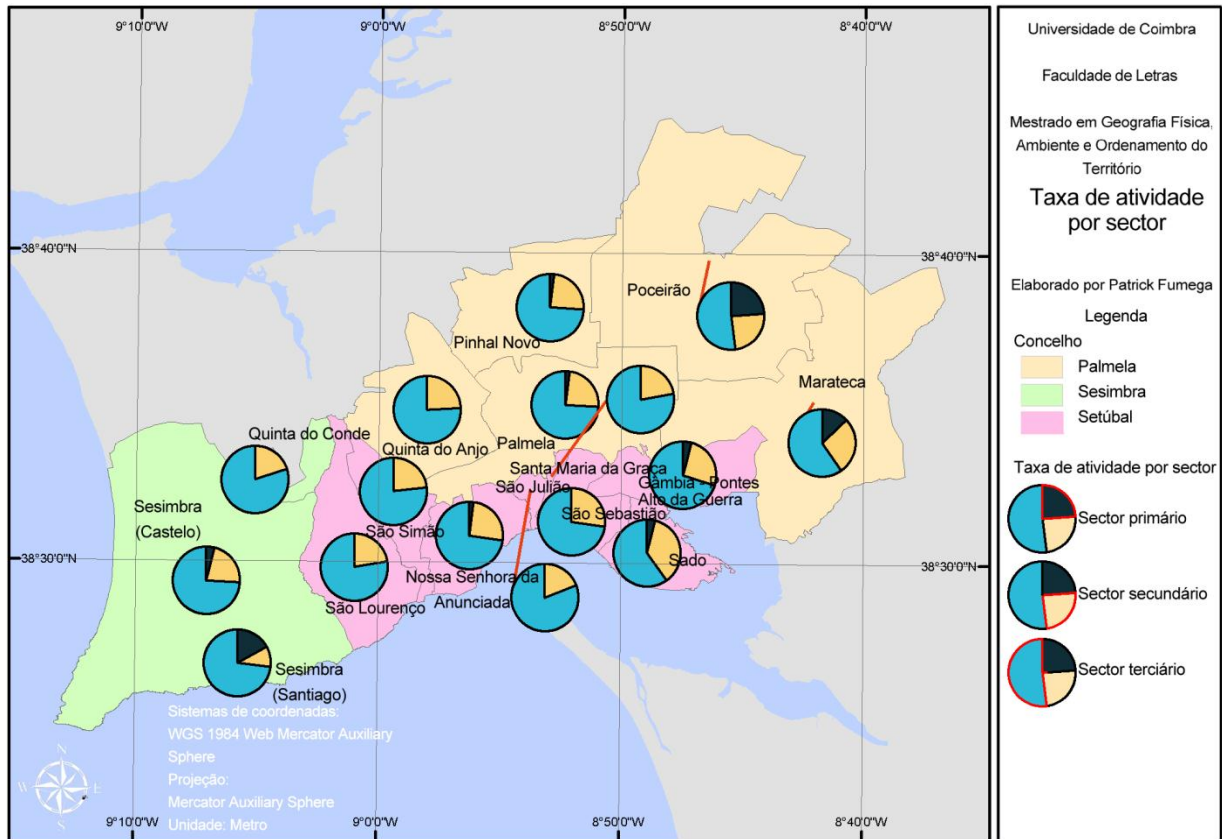 9°10'0"W
9°0'0"W
8°50'0"W
8°40'0"W
38°40'0"N
38°40'0"N
Poceirão
Pinhal Novo
Marateca
Quinta do Conde
Quinta do Anjo
Palmela
Santa Maria da Graça
São Julião
Gâmbia - Pontes
Alto da Guerra
Sesimbra
(Castelo)
São Simão
São Sebastião
38°30'0"N
38°30'0"N
Sado
Nossa Senhora da
Anunciada
São Lourenço
Sesimbra
(Santiago)
Sistemas de coordenadas:
WGS 1984 Web Mercator Auxiliary
Sphere
Projeção:
Mercator Auxiliary Sphere
Unidade: Metro
N
W
E
S
9°10'0"W
9°0'0"W
8°50'0"W
8°40'0"W
Universidade de Coimbra
Faculdade de Letras
Mestrado em Geografia Física,
Ambiente e Ordenamento do
Território
Taxa de atividade
por sector
Elaborado por Patrick Fumega
Legenda
Concelho
Palmela
Sesimbra
Setúbal
Taxa de atividade por sector
Sector primário
Sector secundário
Sector terciário